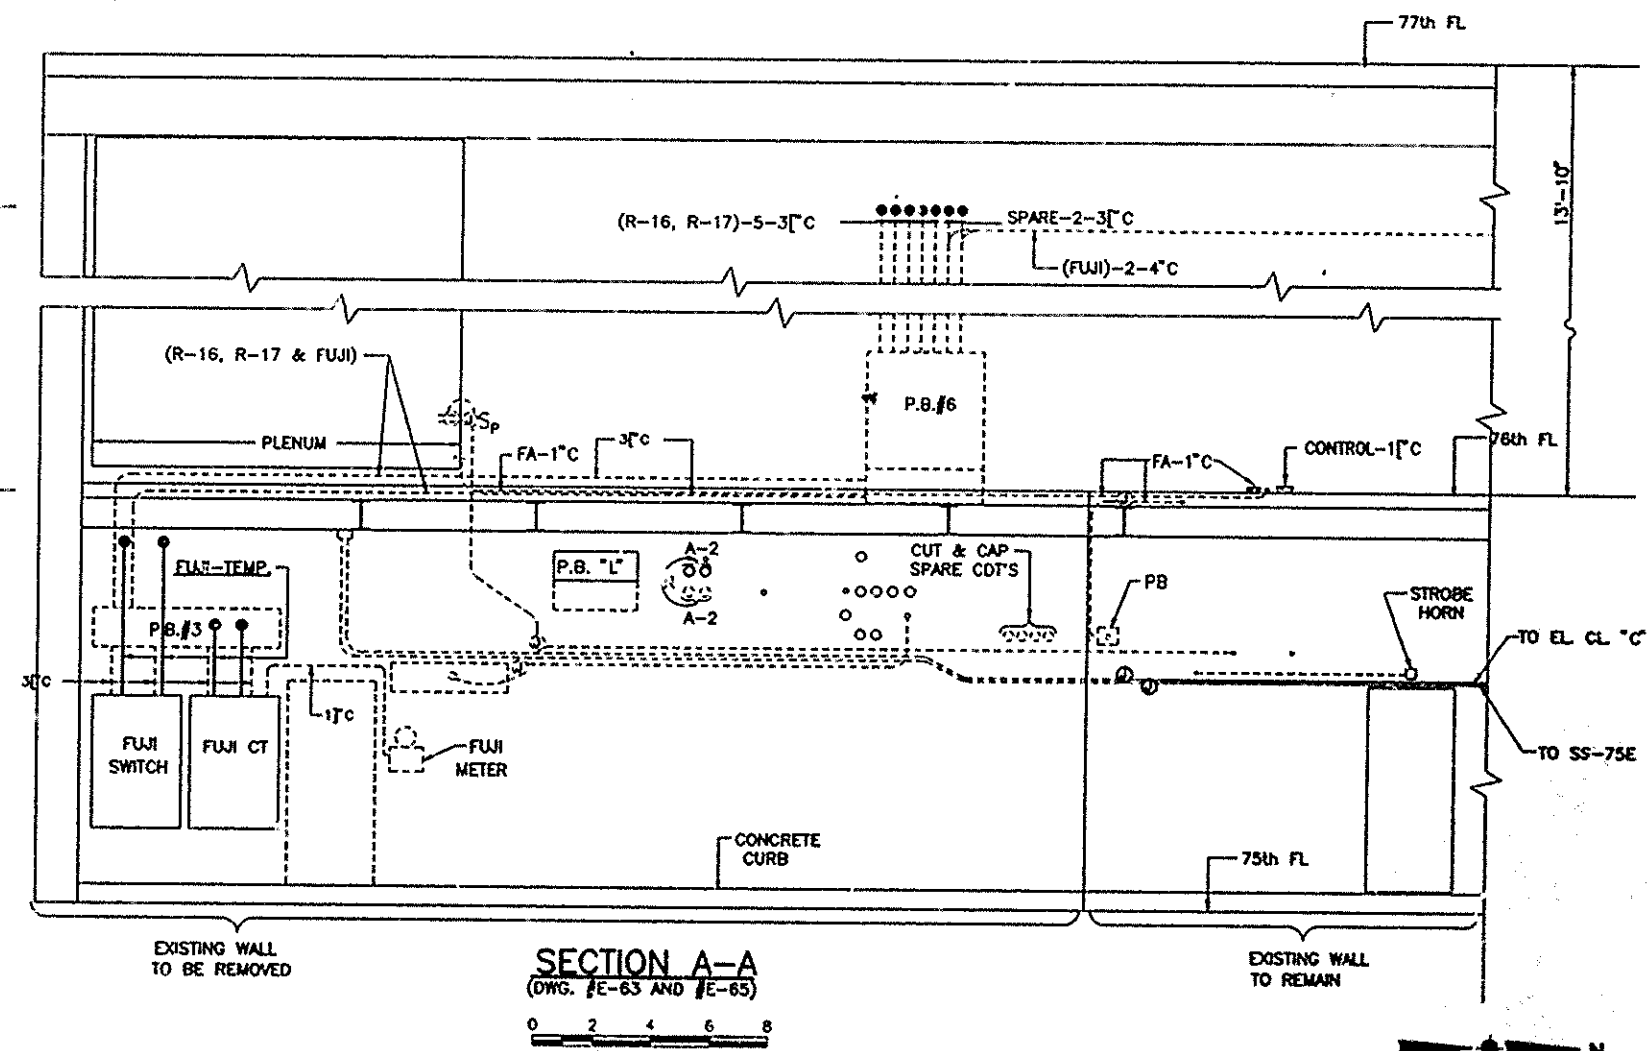 77th FL
13'-10"
(R-16, R-17)-5-3["C
SPARE-2-3["C
(FUJI)-2-4"C
(R-16, R-17 & FUJI)
P.B.#6
Sp
PLENUM
FA-1"C
3["C
FA-1"C
CONTROL-1["C
76th FL
A-2
P.B. "L"
A-2
CUT & CAP
SPARE CDT'S
FUJI-TEMP.
PB
STROBE
HORN
P.B.#3
TO EL. CL. "C"
3["C
1["C
FUJI
SWITCH
FUJI CT
FUJI
METER
TO SS-75E
CONCRETE
CURB
75th FL
EXISTING WALL
TO BE REMOVED
EXISTING WALL
TO REMAIN
SECTION A-A
(DWG. #E-63 AND #E-65)
0 2 4 6 8
N